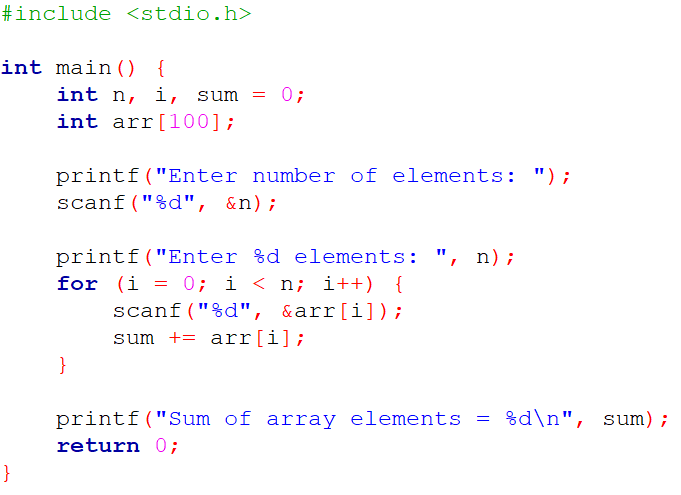 #include <stdio.h>

int main() {
    int n, i, sum = 0;
    int arr[100];

    printf("Enter number of elements: ");
    scanf("%d", &n);

    printf("Enter %d elements: ", n);
    for (i = 0; i < n; i++) {
        scanf("%d", &arr[i]);
        sum += arr[i];
    }

    printf("Sum of array elements = %d\n", sum);
    return 0;
}